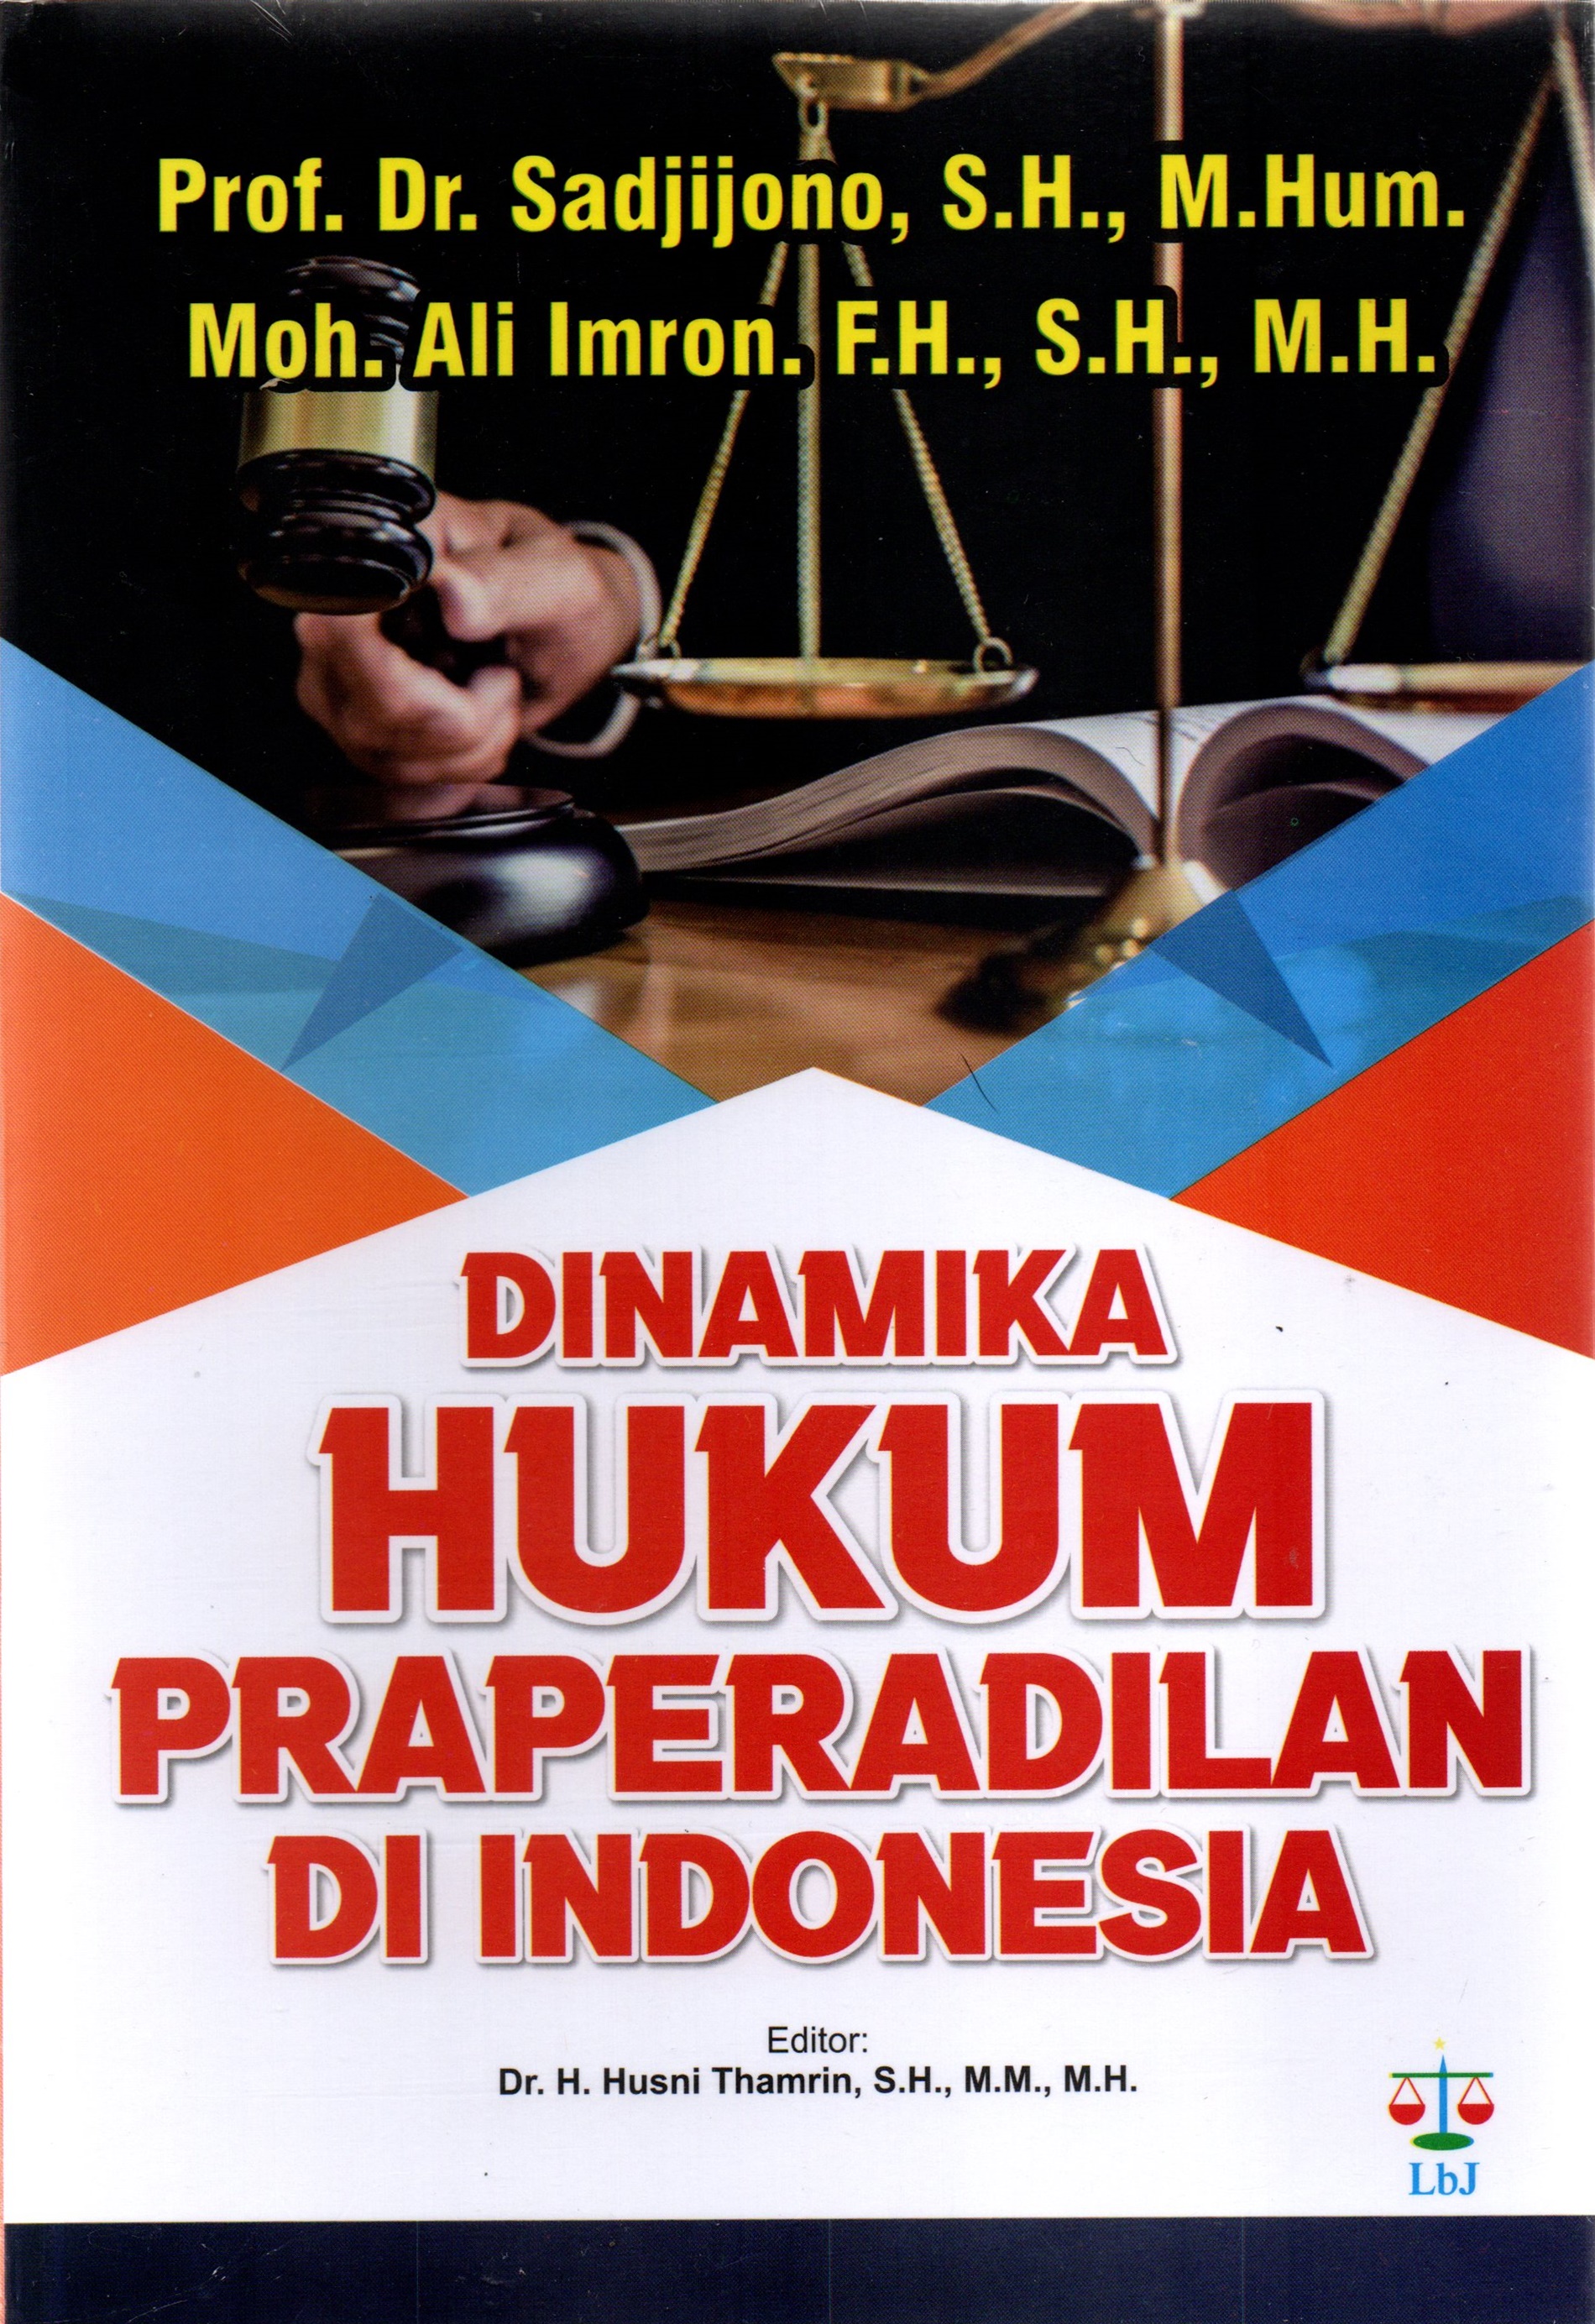 Prof. Dr. Sadjijono, S.H., M.Hum.
Moh. Ali Imron. F.H., S.H., M.H.
DINAMIKA
HUKUM
PRAPERADILAN
DI INDONESIA
Editor:
Dr. H. Husni Thamrin, S.H., M.M., M.H.
LbJ